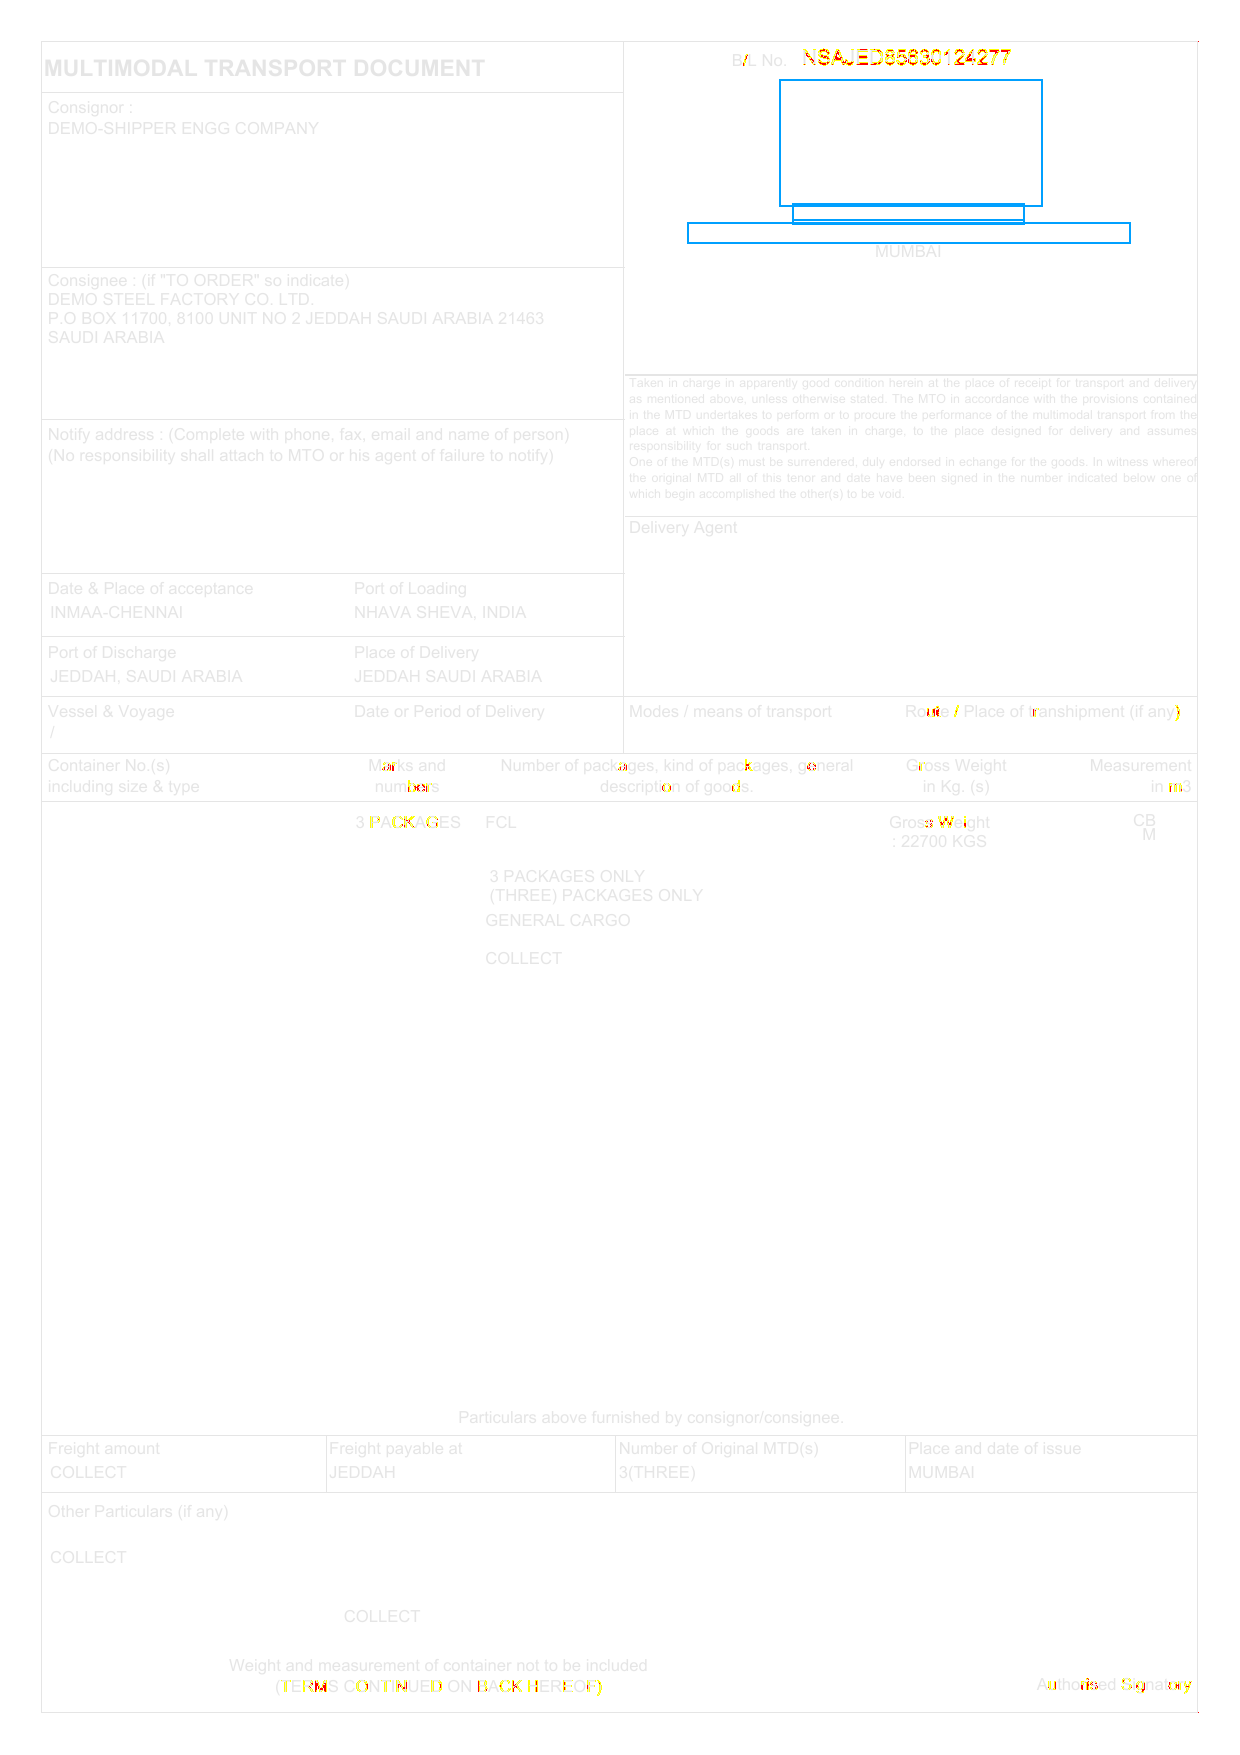 MULTIMODAL TRANSPORT DOCUMENT
B/L No. NSAJED85630124277
Consignor :
DEMO-SHIPPER ENGG COMPANY
MUMBAI
Consignee : (if "TO ORDER" so indicate)
DEMO STEEL FACTORY CO. LTD.
P.O BOX 11700, 8100 UNIT NO 2 JEDDAH SAUDI ARABIA 21463
SAUDI ARABIA
Taken in charge in apparently good condition herein at the place of receipt for transport and delivery
as mentioned above, unless otherwise stated. The MTO in accordance with the provisions contained
in the MTD undertakes to perform or to procure the performance of the multimodal transport from the
place at which the goods are taken in charge, to the place designed for delivery and assumes
responsibility for such transport.
One of the MTD(s) must be surrendered, duly endorsed in echange for the goods. In witness whereof
the original MTD all of this tenor and date have been signed in the number indicated below one of
which begin accomplished the other(s) to be void.
Notify address : (Complete with phone, fax, email and name of person)
(No responsibility shall attach to MTO or his agent of failure to notify)
Delivery Agent
Date & Place of acceptance Port of Loading
INMAA-CHENNAI NHAVA SHEVA, INDIA
Port of Discharge Place of Delivery
JEDDAH, SAUDI ARABIA JEDDAH SAUDI ARABIA
Vessel & Voyage Date or Period of Delivery Modes / means of transport Route / Place of transhipment (if any)
/
Container No.(s) Marks and Number of packages, kind of packages, general Gross Weight Measurement
including size & type numbers description of goods. in Kg. (s) in m3
3 PACKAGES FCL Gross Weight CB
: 22700 KGS M
3 PACKAGES ONLY
(THREE) PACKAGES ONLY
GENERAL CARGO
COLLECT
Particulars above furnished by consignor/consignee.
Freight amount Freight payable at Number of Original MTD(s) Place and date of issue
COLLECT JEDDAH 3(THREE) MUMBAI
Other Particulars (if any)
COLLECT
COLLECT
Weight and measurement of container not to be included
(TERMS CONTINUED ON BACK HEREOF) Authorised Signatory